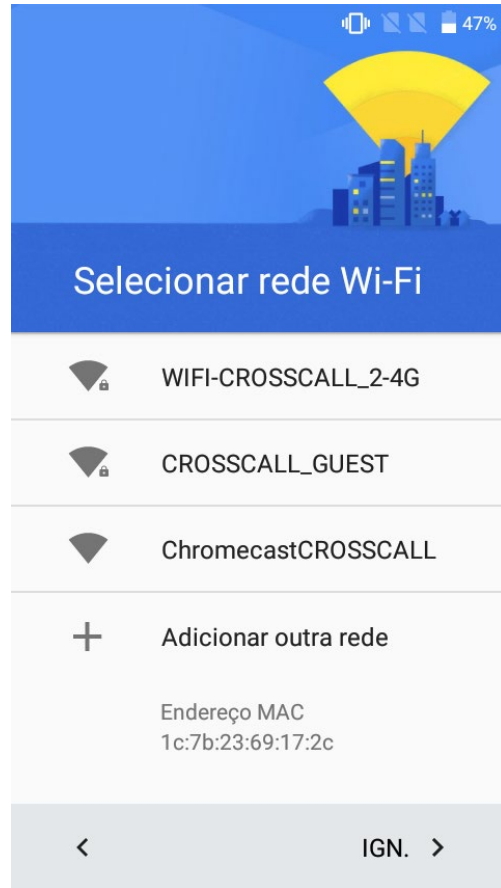 47%
Selecionar rede Wi-Fi
WIFI-CROSSCALL_2-4G
CROSSCALL_GUEST
ChromecastCROSSCALL
Adicionar outra rede
Endereço MAC
1c:7b:23:69:17:2c
IGN.